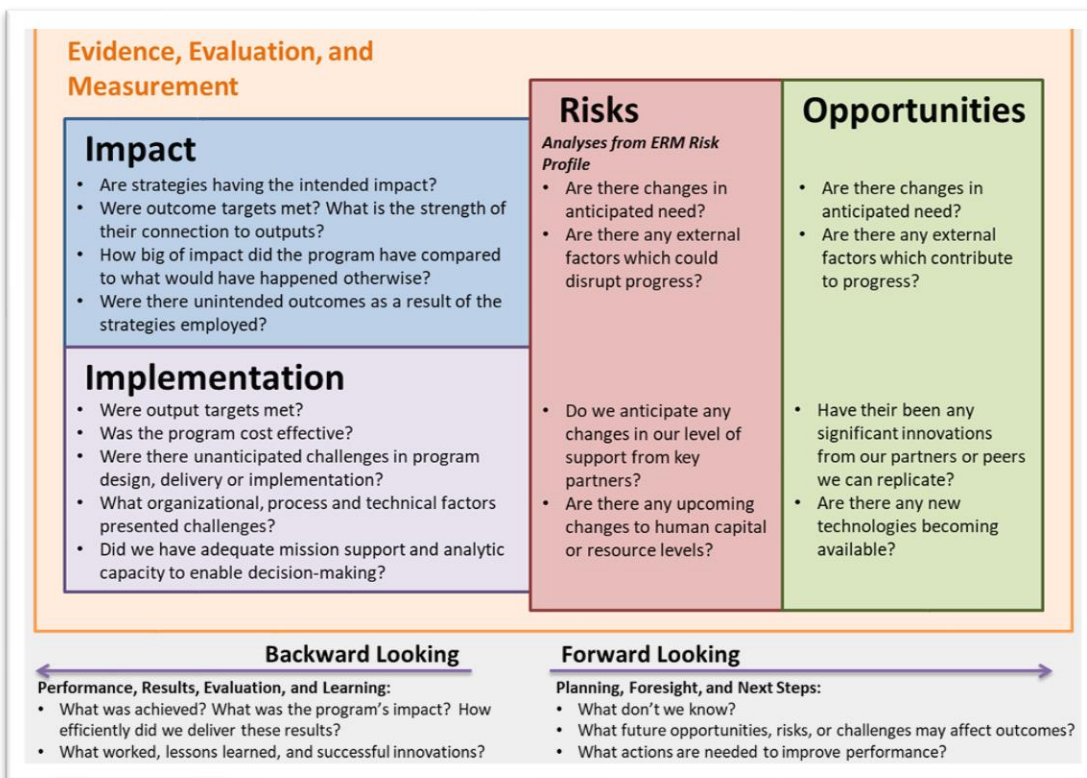 Evidence, Evaluation, and
Measurement
Impact
• Are strategies having the intended impact?
• Were outcome targets met? What is the strength of
their connection to outputs?
• How big of impact did the program have compared
to what would have happened otherwise?
• Were there unintended outcomes as a result of the
strategies employed?
Implementation
• Were output targets met?
• Was the program cost effective?
• Were there unanticipated challenges in program
design, delivery or implementation?
• What organizational, process and technical factors
presented challenges?
• Did we have adequate mission support and analytic
capacity to enable decision-making?
Risks
Analyses from ERM Risk
Profile
• Are there changes in
anticipated need?
• Are there any external
factors which could
disrupt progress?
• Do we anticipate any
changes in our level of
support from key
partners?
• Are there any upcoming
changes to human capital
or resource levels?
Opportunities
• Are there changes in
anticipated need?
• Are there any external
factors which contribute
to progress?
• Have their been any
significant innovations
from our partners or peers
we can replicate?
• Are there any new
technologies becoming
available?
Backward Looking
Performance, Results, Evaluation, and Learning:
• What was achieved? What was the program's impact? How
efficiently did we deliver these results?
• What worked, lessons learned, and successful innovations?
Forward Looking
Planning, Foresight, and Next Steps:
• What don't we know?
• What future opportunities, risks, or challenges may affect outcomes?
• What actions are needed to improve performance?